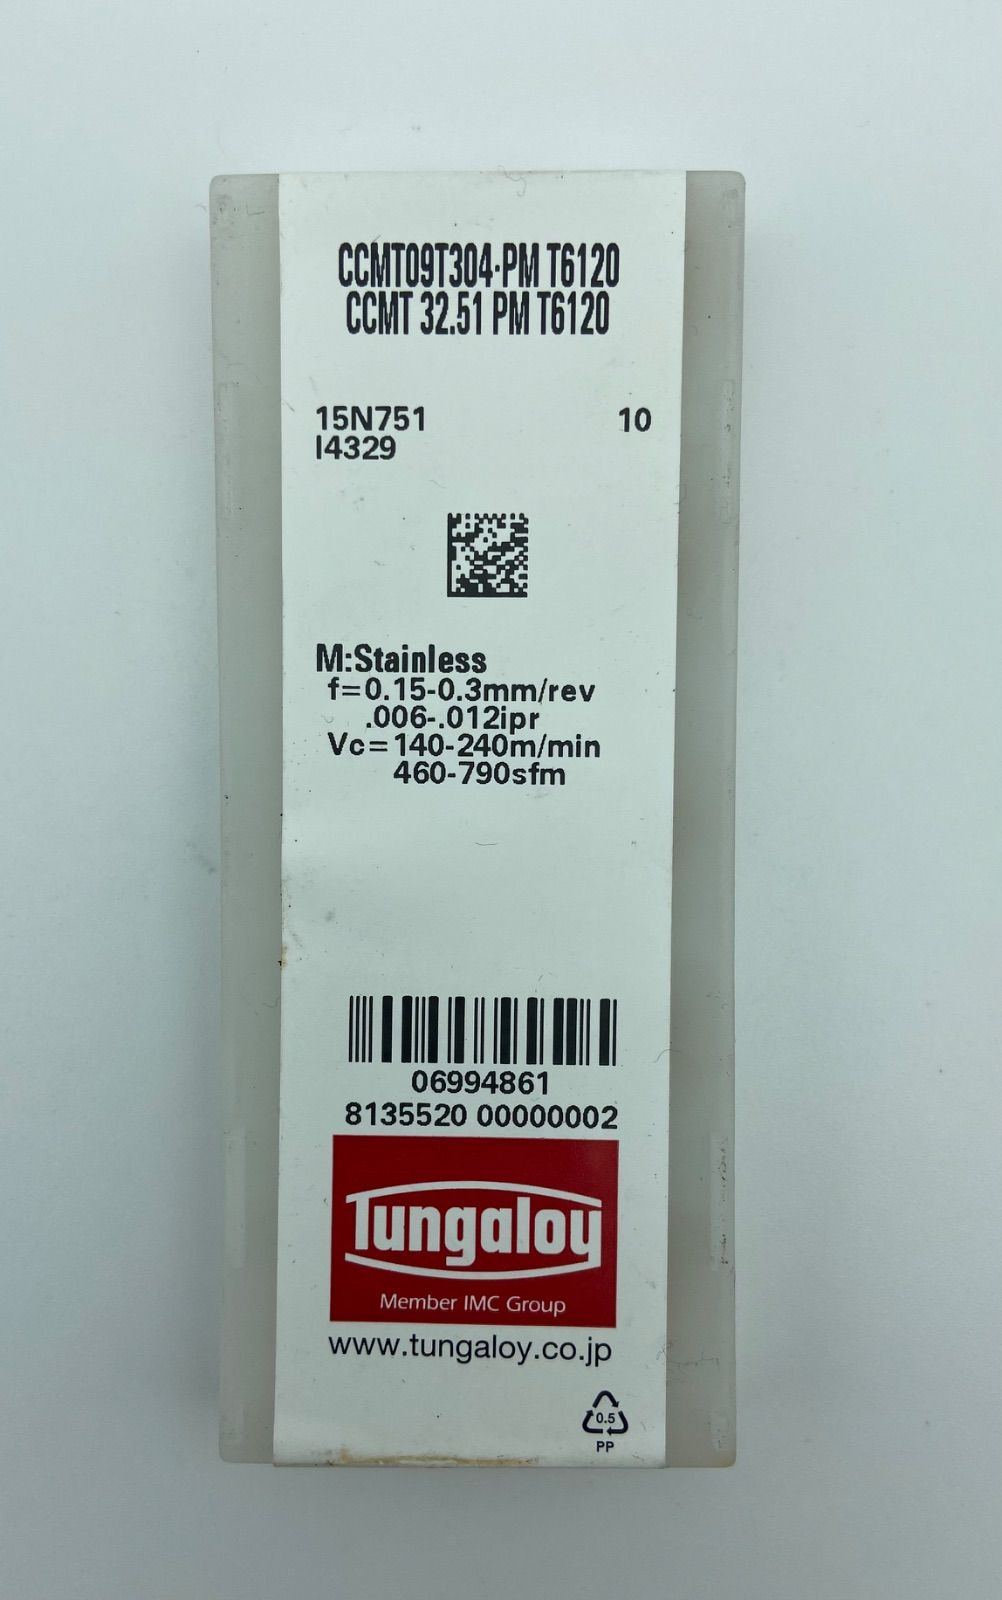 CCMT09T304-PM T6120
CCMT 32.51 PM T6120
15N751 10
I4329
M:Stainless
f=0.15-0.3mm/rev
.006-.012ipr
Vc=140-240m/min
460-790sfm
06994861
8135520 00000002
Tungaloy
Member IMC Group
www.tungaloy.co.jp
0.5
PP